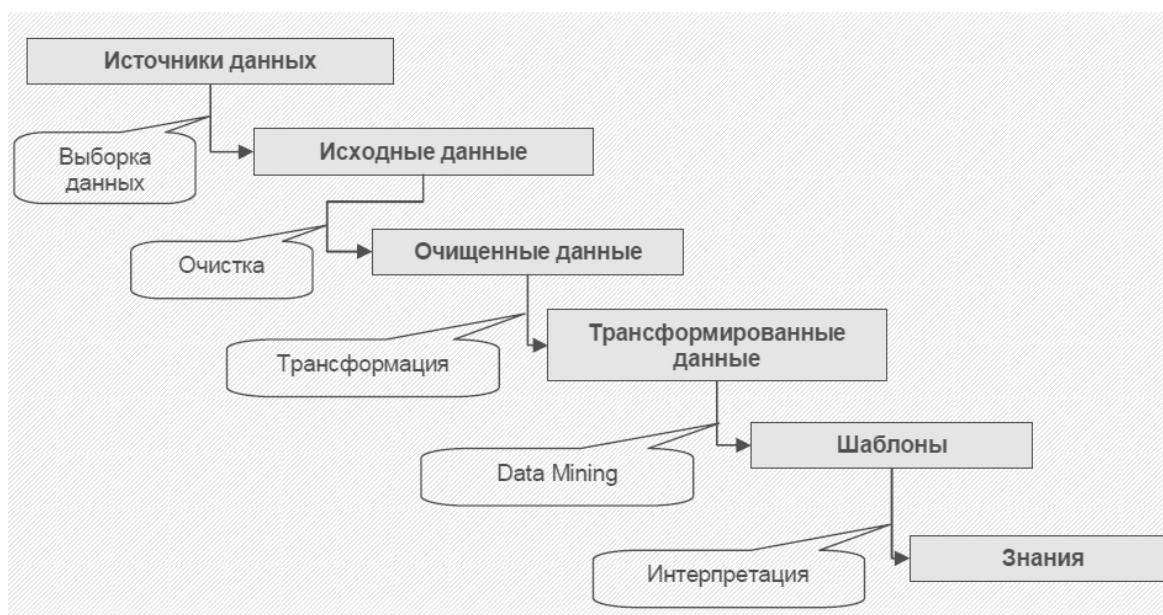 Источники данных
Выборка
данных
Исходные данные
Очистка
Очищенные данные
Трансформация
Трансформированные
данные
Data Mining
Шаблоны
Интерпретация
Знания